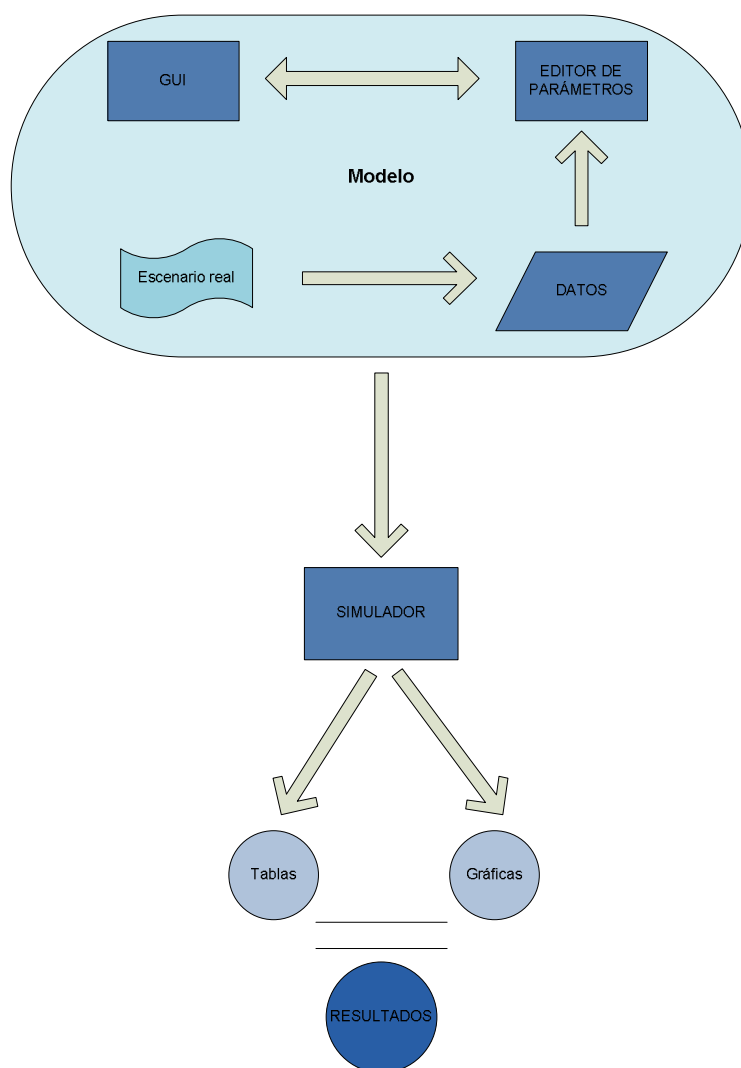 GUI
EDITOR DE
PARÁMETROS
Modelo
Escenario real
DATOS
SIMULADOR
Tablas
Gráficas
RESULTADOS